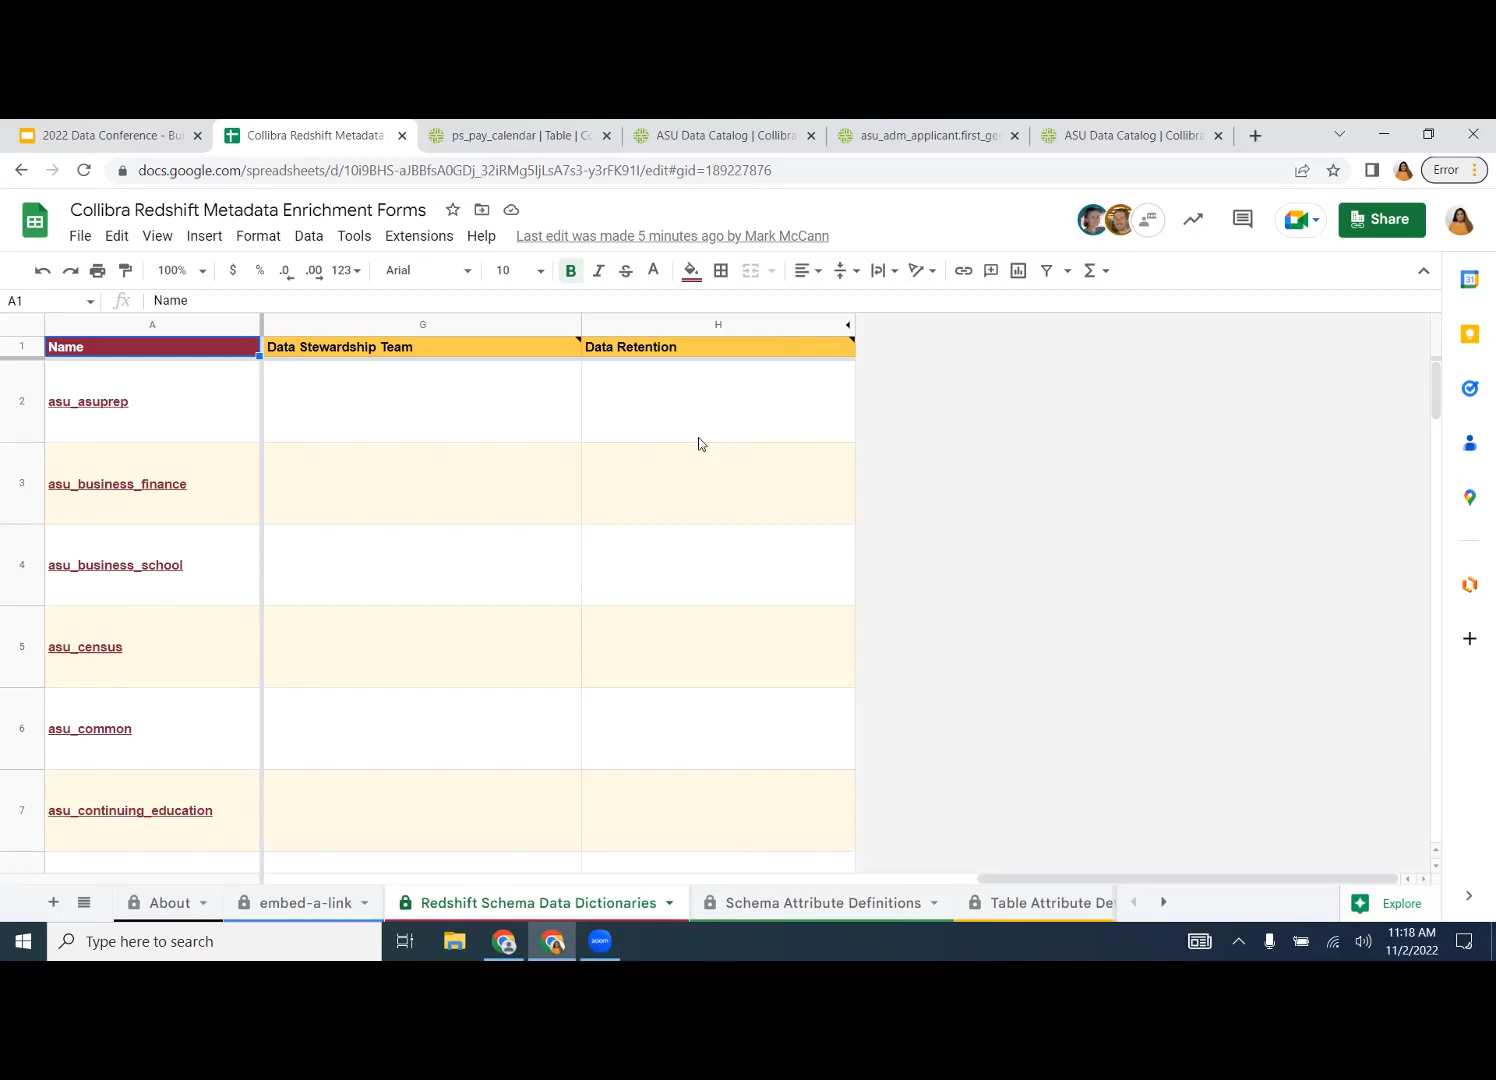 2022 Data Conference - Bui
Collibra Redshift Metadata
ps_pay_calendar | Table | Co
ASU Data Catalog | Collibra
asu_adm_applicant.first_ge
ASU Data Catalog | Collibra
docs.google.com/spreadsheets/d/10i9BHS-aJBBfsA0GDj_32iRMg5IjLsA7s3-y3rFK91I/edit#gid=189227876
Error
Collibra Redshift Metadata Enrichment Forms
File Edit View Insert Format Data Tools Extensions Help Last edit was made 5 minutes ago by Mark McCann
Share
100% $ % .0 .00 123 Arial 10 B I S A
A1 fx Name
A G H
1 Name Data Stewardship Team Data Retention
2 asu_asuprep
3 asu_business_finance
4 asu_business_school
5 asu_census
6 asu_common
7 asu_continuing_education
About embed-a-link Redshift Schema Data Dictionaries Schema Attribute Definitions Table Attribute De
Explore
Type here to search
zoom
11:18 AM
11/2/2022